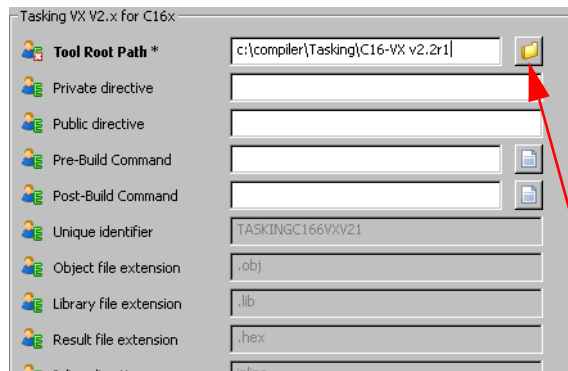 Tasking VX V2.x for C16x
Tool Root Path * c:\compiler\Tasking\C16-VX v2.2r1
Private directive
Public directive
Pre-Build Command
Post-Build Command
Unique identifier TASKINGC166VXV21
Object file extension .obj
Library file extension .lib
Result file extension .hex